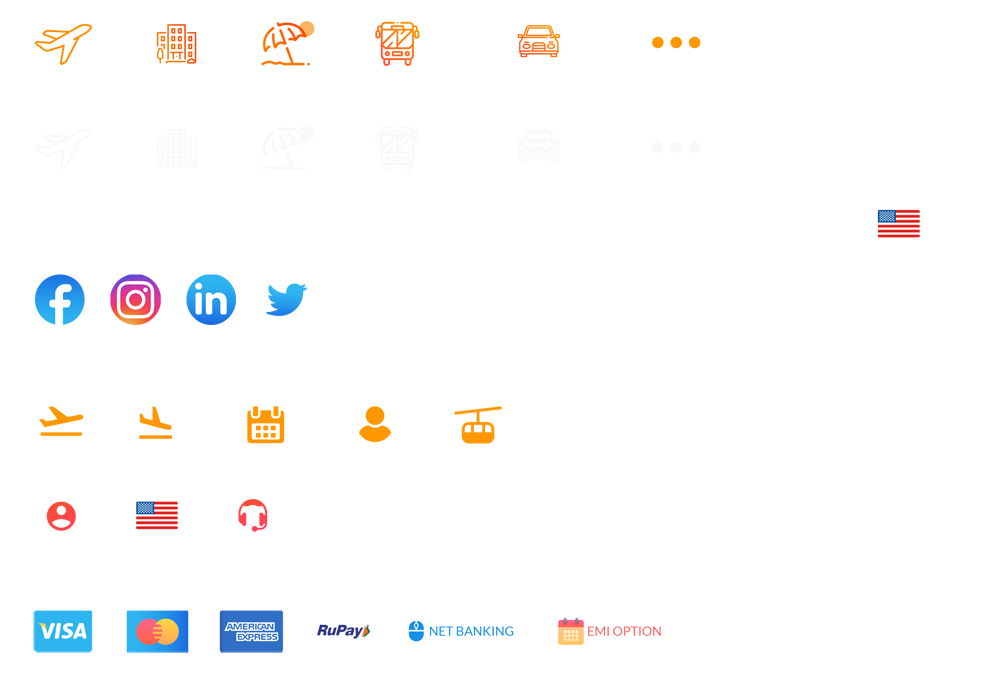 VISA
AMERICAN
EXPRESS
RuPay
NET BANKING
EMI OPTION